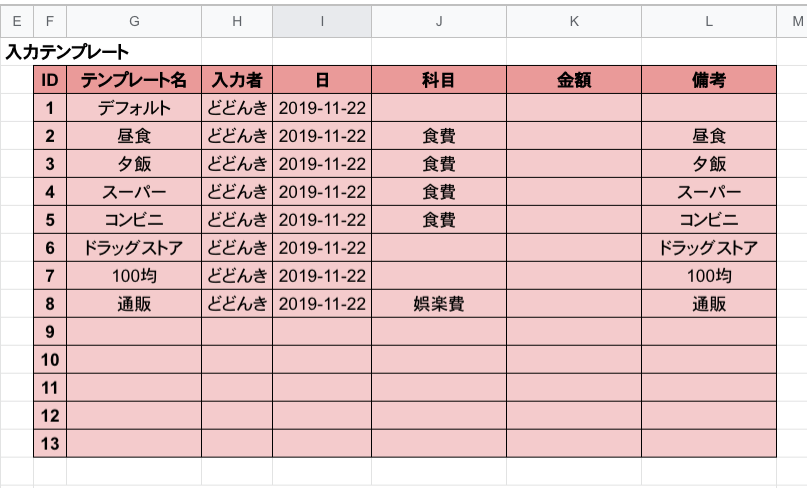 E F G H I J K L M
入力テンプレート
ID テンプレート名 入力者 日 科目 金額 備考
1 デフォルト どどんき 2019-11-22
2 昼食 どどんき 2019-11-22 食費 昼食
3 夕飯 どどんき 2019-11-22 食費 夕飯
4 スーパー どどんき 2019-11-22 食費 スーパー
5 コンビニ どどんき 2019-11-22 食費 コンビニ
6 ドラッグストア どどんき 2019-11-22 ドラッグストア
7 100均 どどんき 2019-11-22 100均
8 通販 どどんき 2019-11-22 娯楽費 通販
9
10
11
12
13